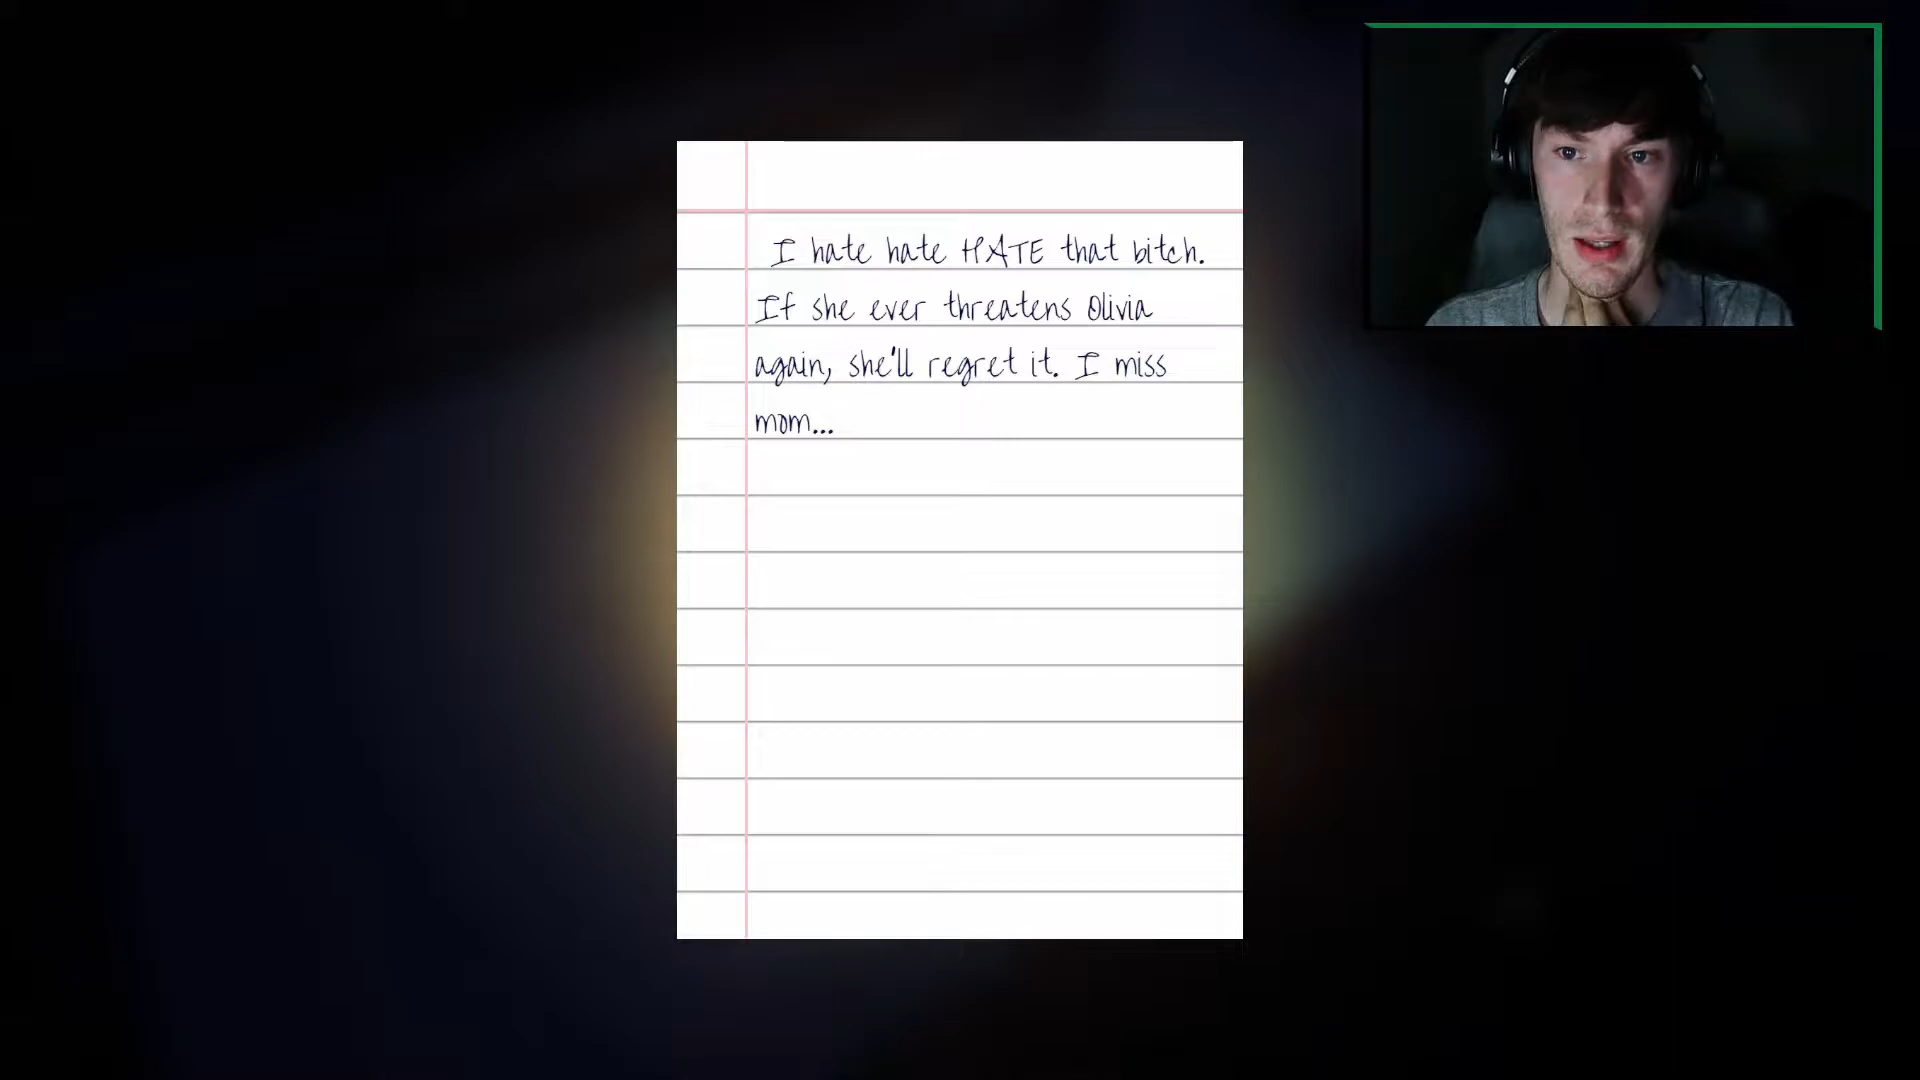 I hate hate HATE that bitch.
If she ever threatens Olivia
again, she'll regret it. I miss
mom...